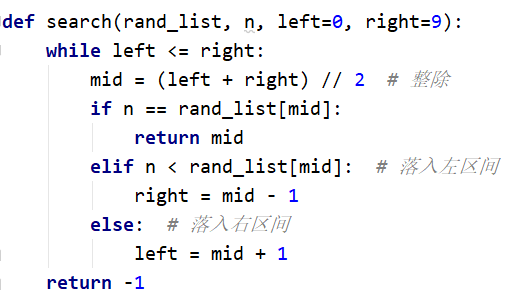 def search(rand_list, n, left=0, right=9):
    while left <= right:
        mid = (left + right) // 2  # 整除
        if n == rand_list[mid]:
            return mid
        elif n < rand_list[mid]:  # 落入左区间
            right = mid - 1
        else:  # 落入右区间
            left = mid + 1
    return -1